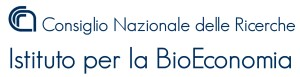 Consiglio Nazionale delle Ricerche
Istituto per la BioEconomia